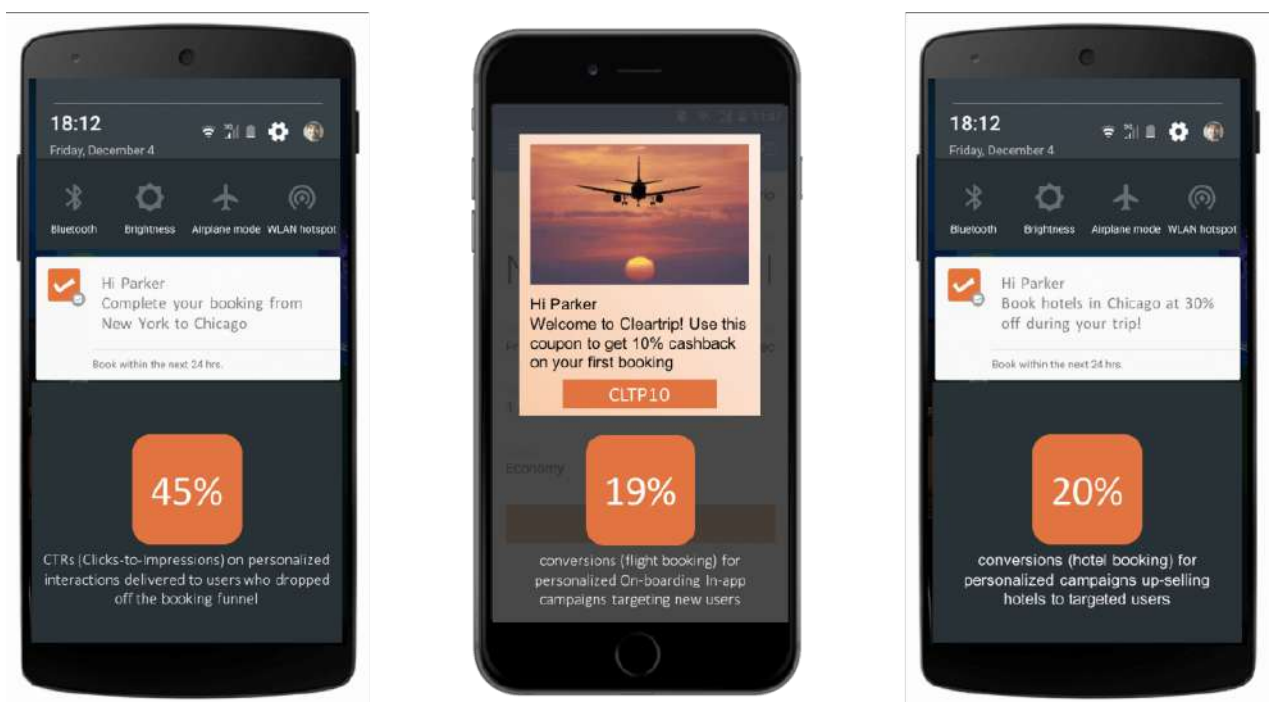 18:12
Friday, December 4
Bluetooth
Brightness
Airplane mode
WLAN hotspot
Hi Parker
Complete your booking from
New York to Chicago
Book within the next 24 hrs.
45%
CTRs (Clicks-to-Impressions) on personalized
interactions delivered to users who dropped
off the booking funnel
Hi Parker
Welcome to Cleartrip! Use this
coupon to get 10% cashback
on your first booking
CLTP10
Economy
19%
conversions (flight booking) for
personalized On-boarding In-app
campaigns targeting new users
18:12
Friday, December 4
Bluetooth
Brightness
Airplane mode
WLAN hotspot
Hi Parker
Book hotels in Chicago at 30%
off during your trip!
Book within the next 24 hrs.
20%
conversions (hotel booking) for
personalized campaigns up-selling
hotels to targeted users